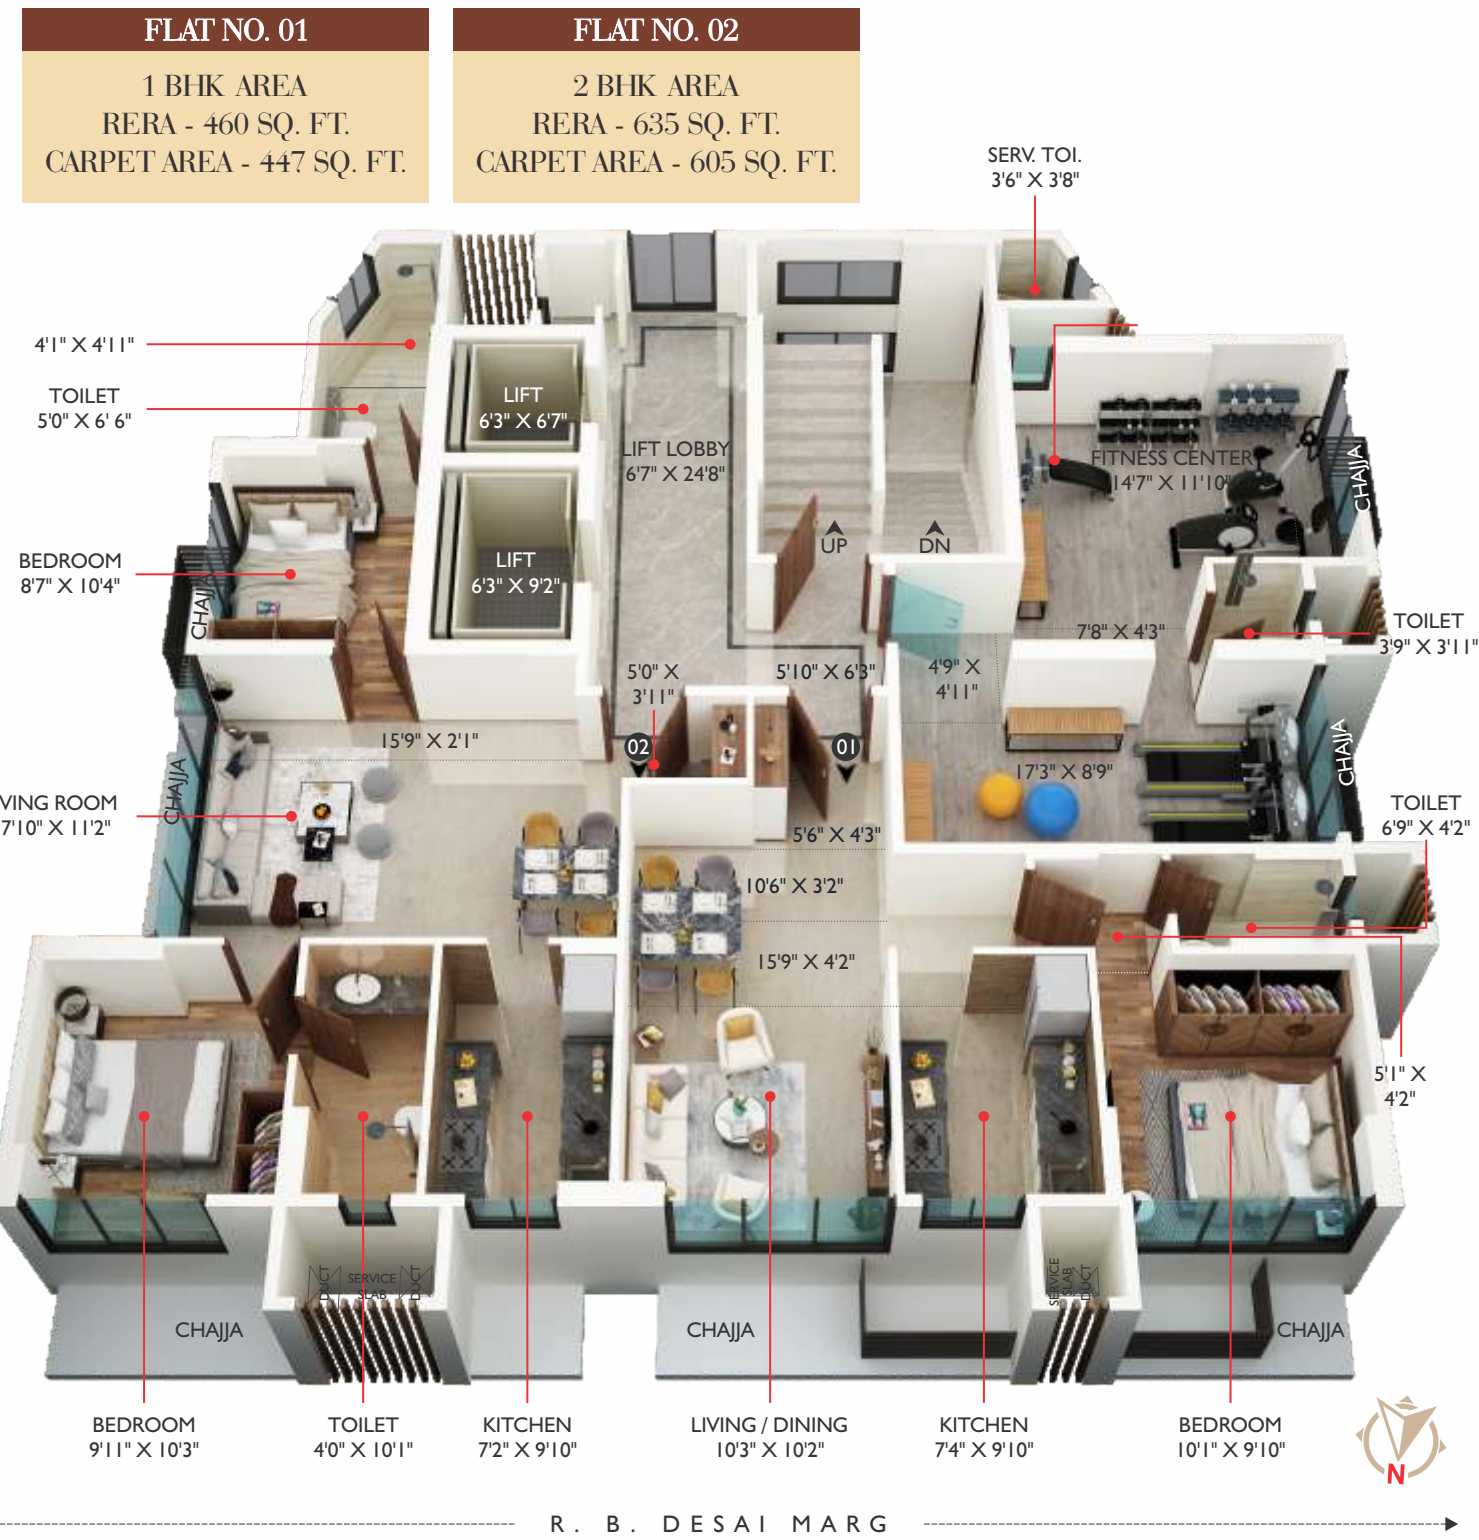 FLAT NO. 01
1 BHK AREA
RERA - 460 SQ. FT.
CARPET AREA - 447 SQ. FT.
FLAT NO. 02
2 BHK AREA
RERA - 635 SQ. FT.
CARPET AREA - 605 SQ. FT.
SERV. TOI.
3'6" X 3'8"
4'1" X 4'11"
TOILET
5'0" X 6' 6"
LIFT
6'3" X 6'7"
LIFT LOBBY
6'7" X 24'8"
FITNESS CENTER
14'7" X 11'10"
CHAJJA
UP
DN
BEDROOM
8'7" X 10'4"
CHAJJA
LIFT
6'3" X 9'2"
7'8" X 4'3"
TOILET
3'9" X 3'11"
5'0" X
3'11"
5'10" X 6'3"
4'9" X
4'11"
15'9" X 2'1"
02
01
17'3" X 8'9"
CHAJJA
CHAJJA
VING ROOM
7'10" X 11'2"
5'6" X 4'3"
TOILET
6'9" X 4'2"
10'6" X 3'2"
15'9" X 4'2"
5'1" X
4'2"
DUCT
SERVICE
SLAB
DUCT
SERVICE
SLAB
DUCT
CHAJJA
CHAJJA
CHAJJA
BEDROOM
9'11" X 10'3"
TOILET
4'0" X 10'1"
KITCHEN
7'2" X 9'10"
LIVING / DINING
10'3" X 10'2"
KITCHEN
7'4" X 9'10"
BEDROOM
10'1" X 9'10"
N
R. B. DESAI MARG